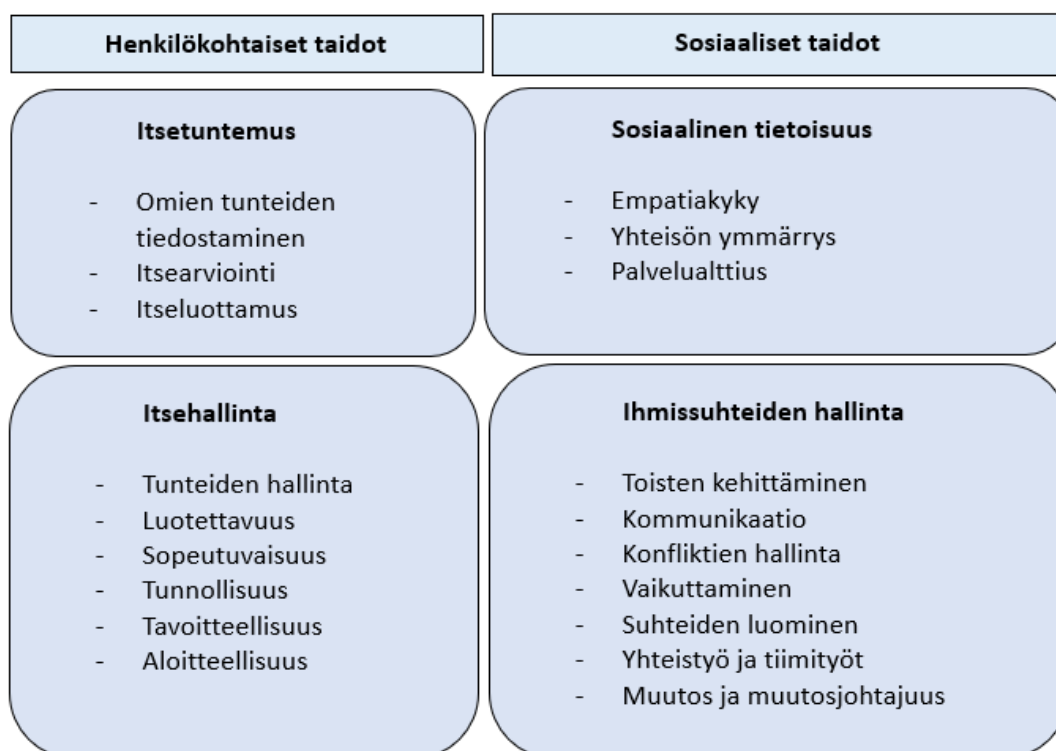 Henkilökohtaiset taidot
Sosiaaliset taidot
Itsetuntemus
- Omien tunteiden
tiedostaminen
- Itsearviointi
- Itseluottamus
Sosiaalinen tietoisuus
- Empatiakyky
- Yhteisön ymmärrys
- Palvelualttius
Itsehallinta
- Tunteiden hallinta
- Luotettavuus
- Sopeutuvaisuus
- Tunnollisuus
- Tavoitteellisuus
- Aloitteellisuus
Ihmissuhteiden hallinta
- Toisten kehittäminen
- Kommunikaatio
- Konfliktien hallinta
- Vaikuttaminen
- Suhteiden luominen
- Yhteistyö ja tiimityöt
- Muutos ja muutosjohtajuus